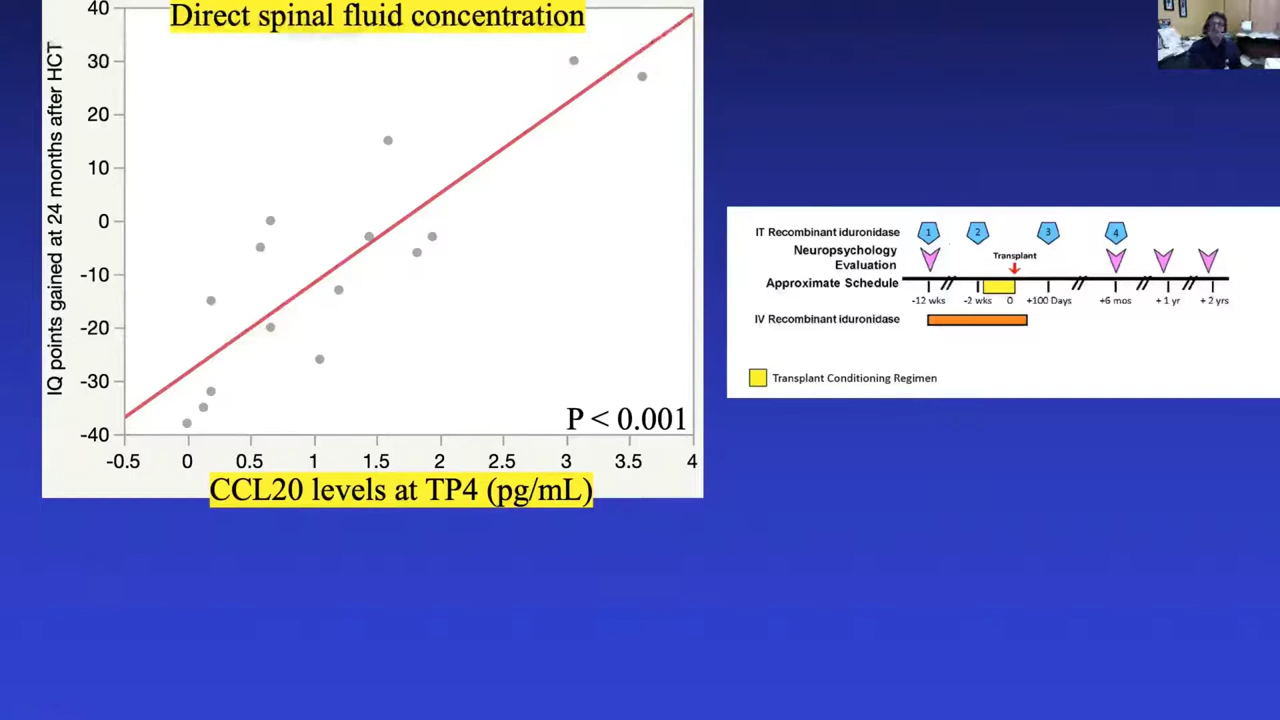 Direct spinal fluid concentration
IQ points gained at 24 months after HCT
40
30
20
10
0
-10
-20
-30
-40
P < 0.001
-0.5 0 0.5 1 1.5 2 2.5 3 3.5 4
CCL20 levels at TP4 (pg/mL)
IT Recombinant iduronidase 1 2 3 4
Neuropsychology
Evaluation
Transplant
Approximate Schedule
-12 wks -2 wks 0 +100 Days +6 mos + 1 yr + 2 yrs
IV Recombinant iduronidase
Transplant Conditioning Regimen